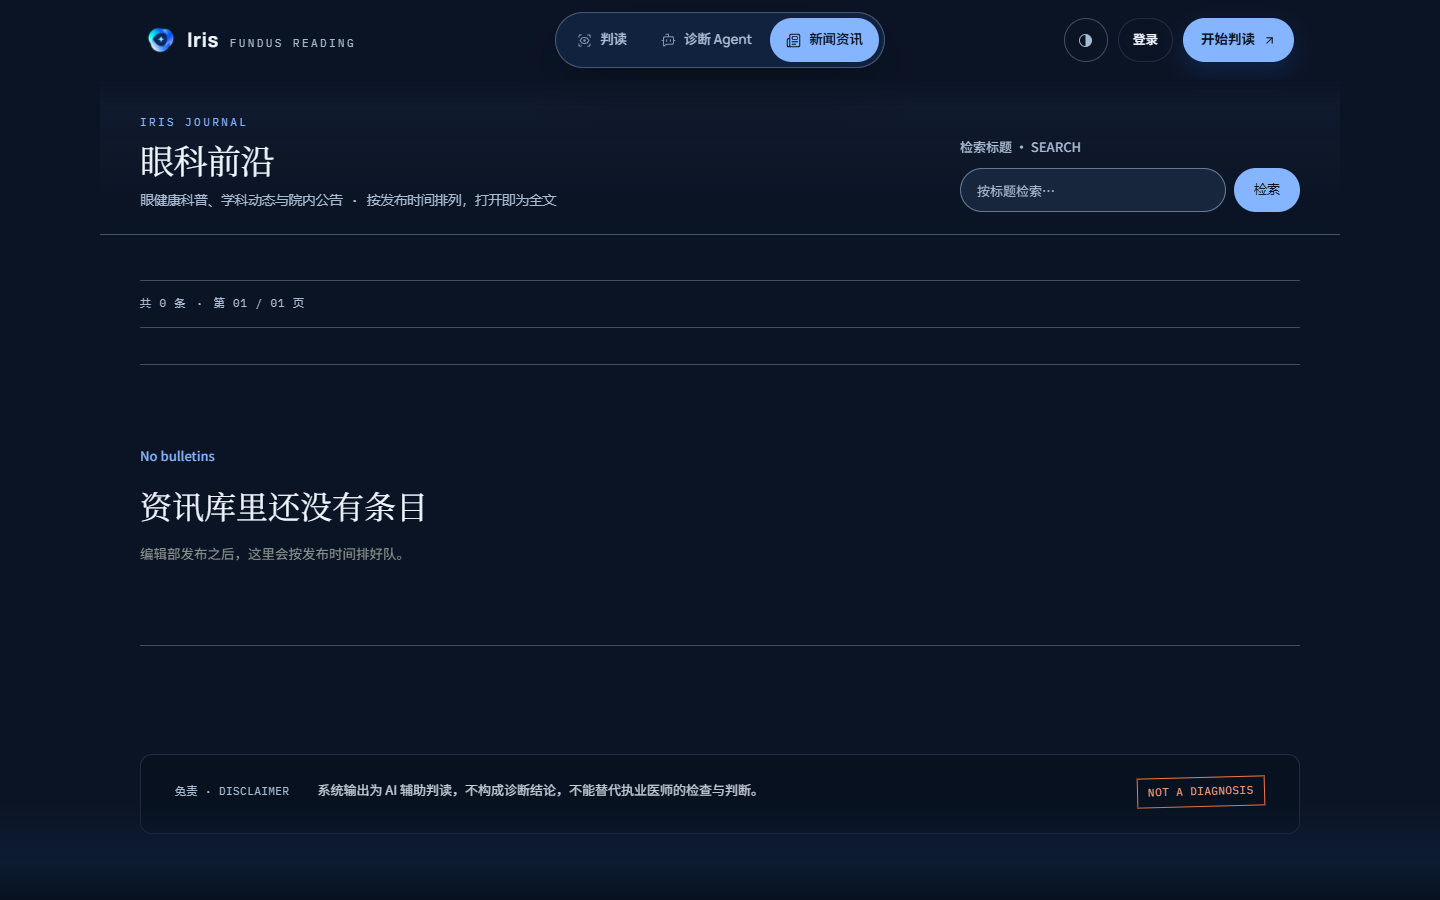 Iris FUNDUS READING
判读
诊断 Agent
新闻资讯
登录
开始判读
IRIS JOURNAL
眼科前沿
眼健康科普、学科动态与院内公告 · 按发布时间排列，打开即为全文
检索标题 · SEARCH
按标题检索…
检索
共 0 条 · 第 01 / 01 页
No bulletins
资讯库里还没有条目
编辑部发布之后，这里会按发布时间排好队。
免责 · DISCLAIMER
系统输出为 AI 辅助判读，不构成诊断结论，不能替代执业医师的检查与判断。
NOT A DIAGNOSIS